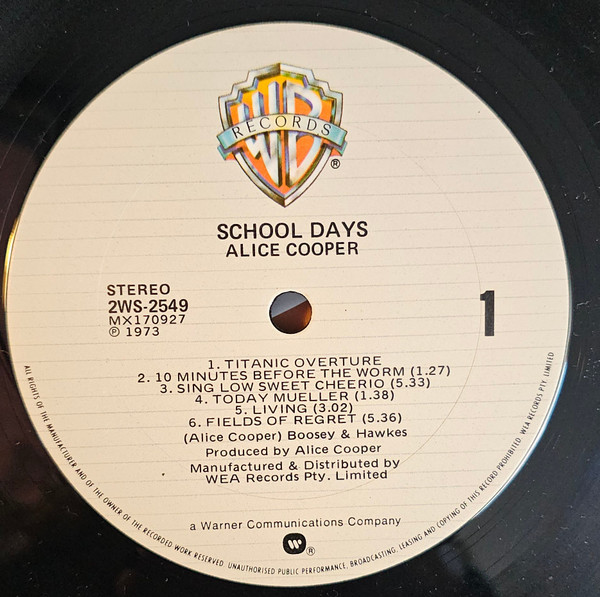 WB
RECORDS
®
SCHOOL DAYS
ALICE COOPER
STEREO
2WS-2549
MX170927
℗ 1973
1
1. TITANIC OVERTURE
2. 10 MINUTES BEFORE THE WORM (1.27)
3. SING LOW SWEET CHEERIO (5.33)
4. TODAY MUELLER (1.38)
5. LIVING (3.02)
6. FIELDS OF REGRET (5.36)
(Alice Cooper) Boosey & Hawkes
Produced by Alice Cooper
Manufactured & Distributed by
WEA Records Pty. Limited
a Warner Communications Company
®
ALL RIGHTS OF THE MANUFACTURER AND OF THE OWNER OF THE RECORDED WORK RESERVED. UNAUTHORISED PUBLIC PERFORMANCE, BROADCASTING, LEASING AND COPYING OF THIS RECORD PROHIBITED. WEA RECORDS PTY. LIMITED